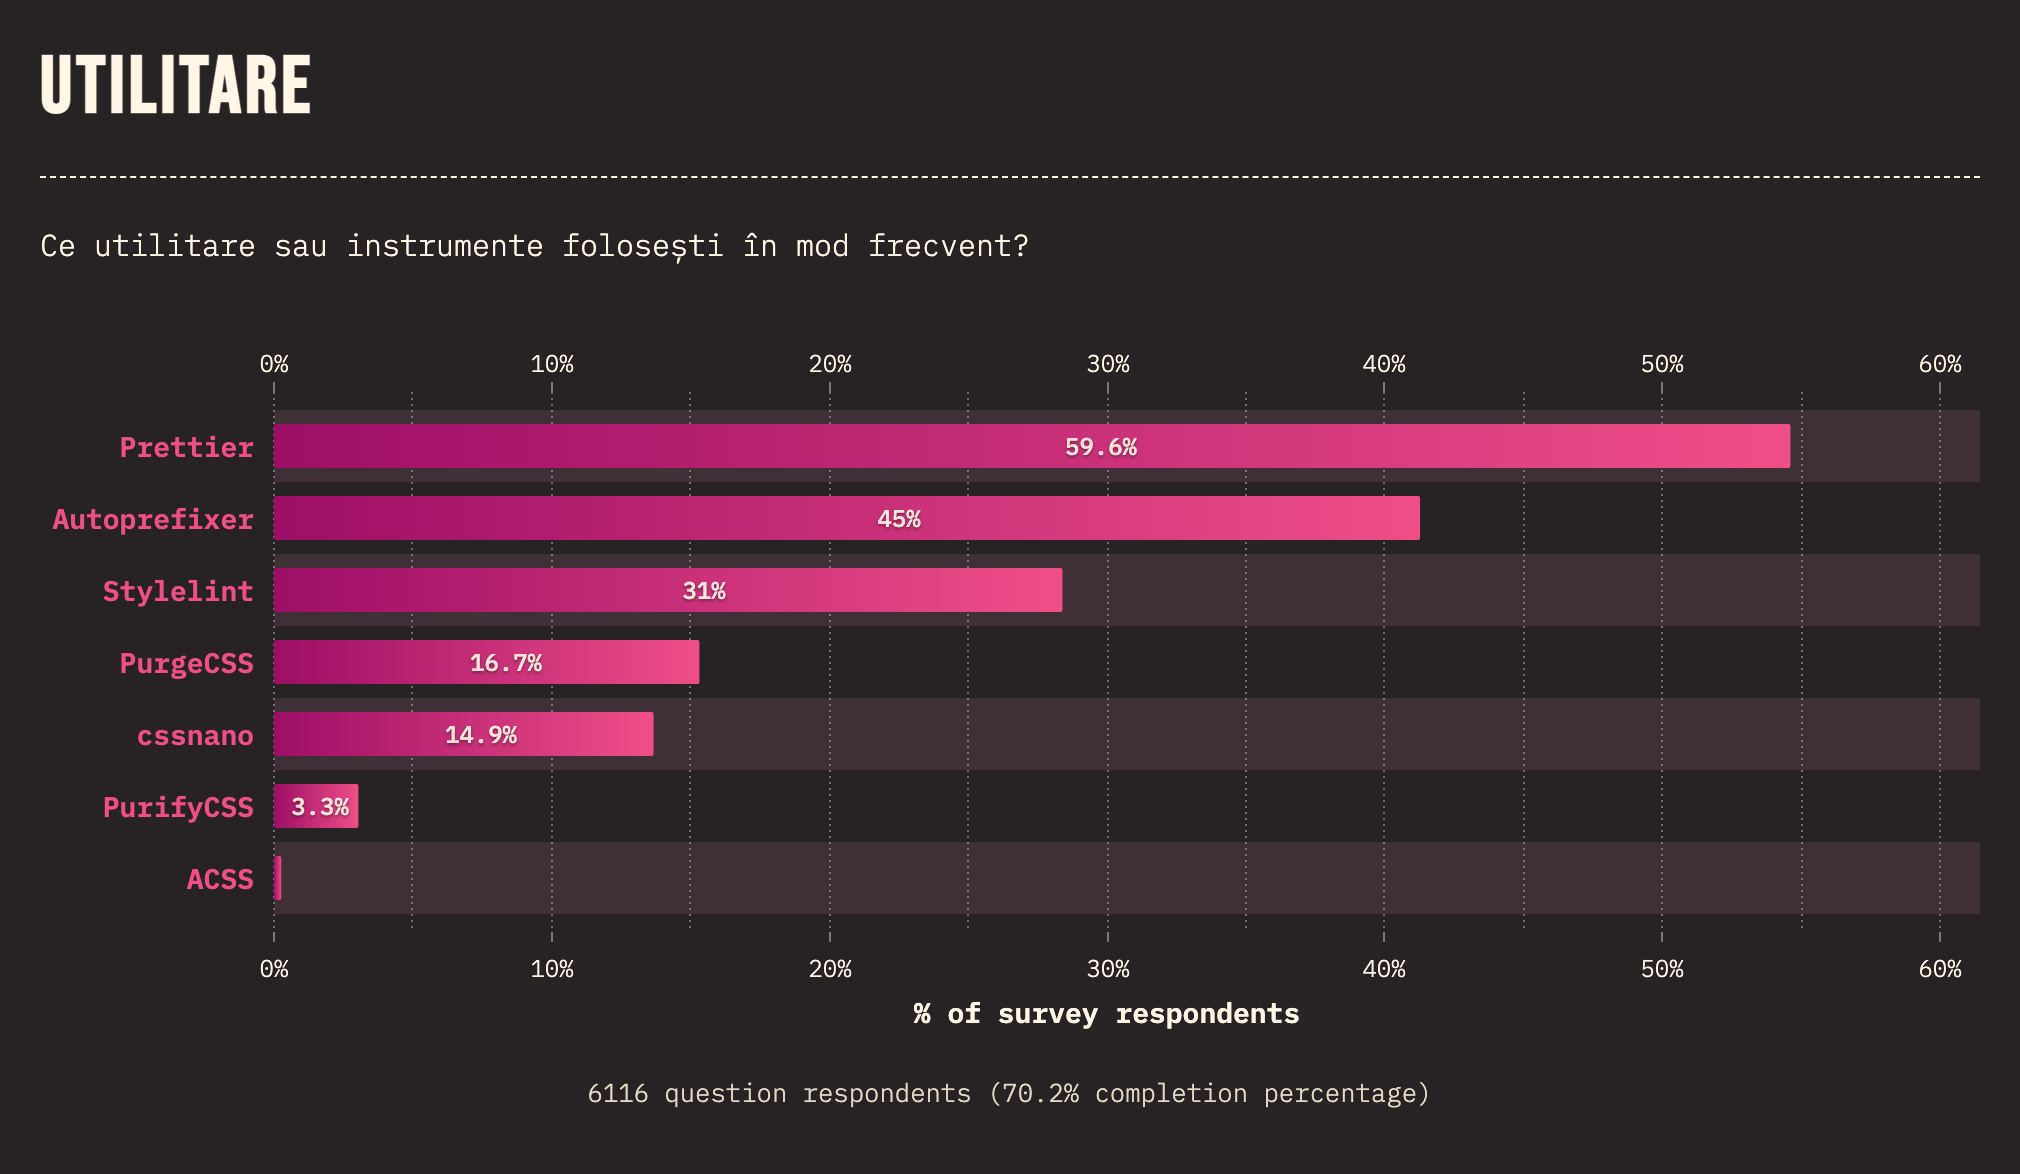 UTILITARE
Ce utilitare sau instrumente folosești în mod frecvent?
0% 10% 20% 30% 40% 50% 60%
Prettier 59.6%
Autoprefixer 45%
Stylelint 31%
PurgeCSS 16.7%
cssnano 14.9%
PurifyCSS 3.3%
ACSS
0% 10% 20% 30% 40% 50% 60%
% of survey respondents
6116 question respondents (70.2% completion percentage)